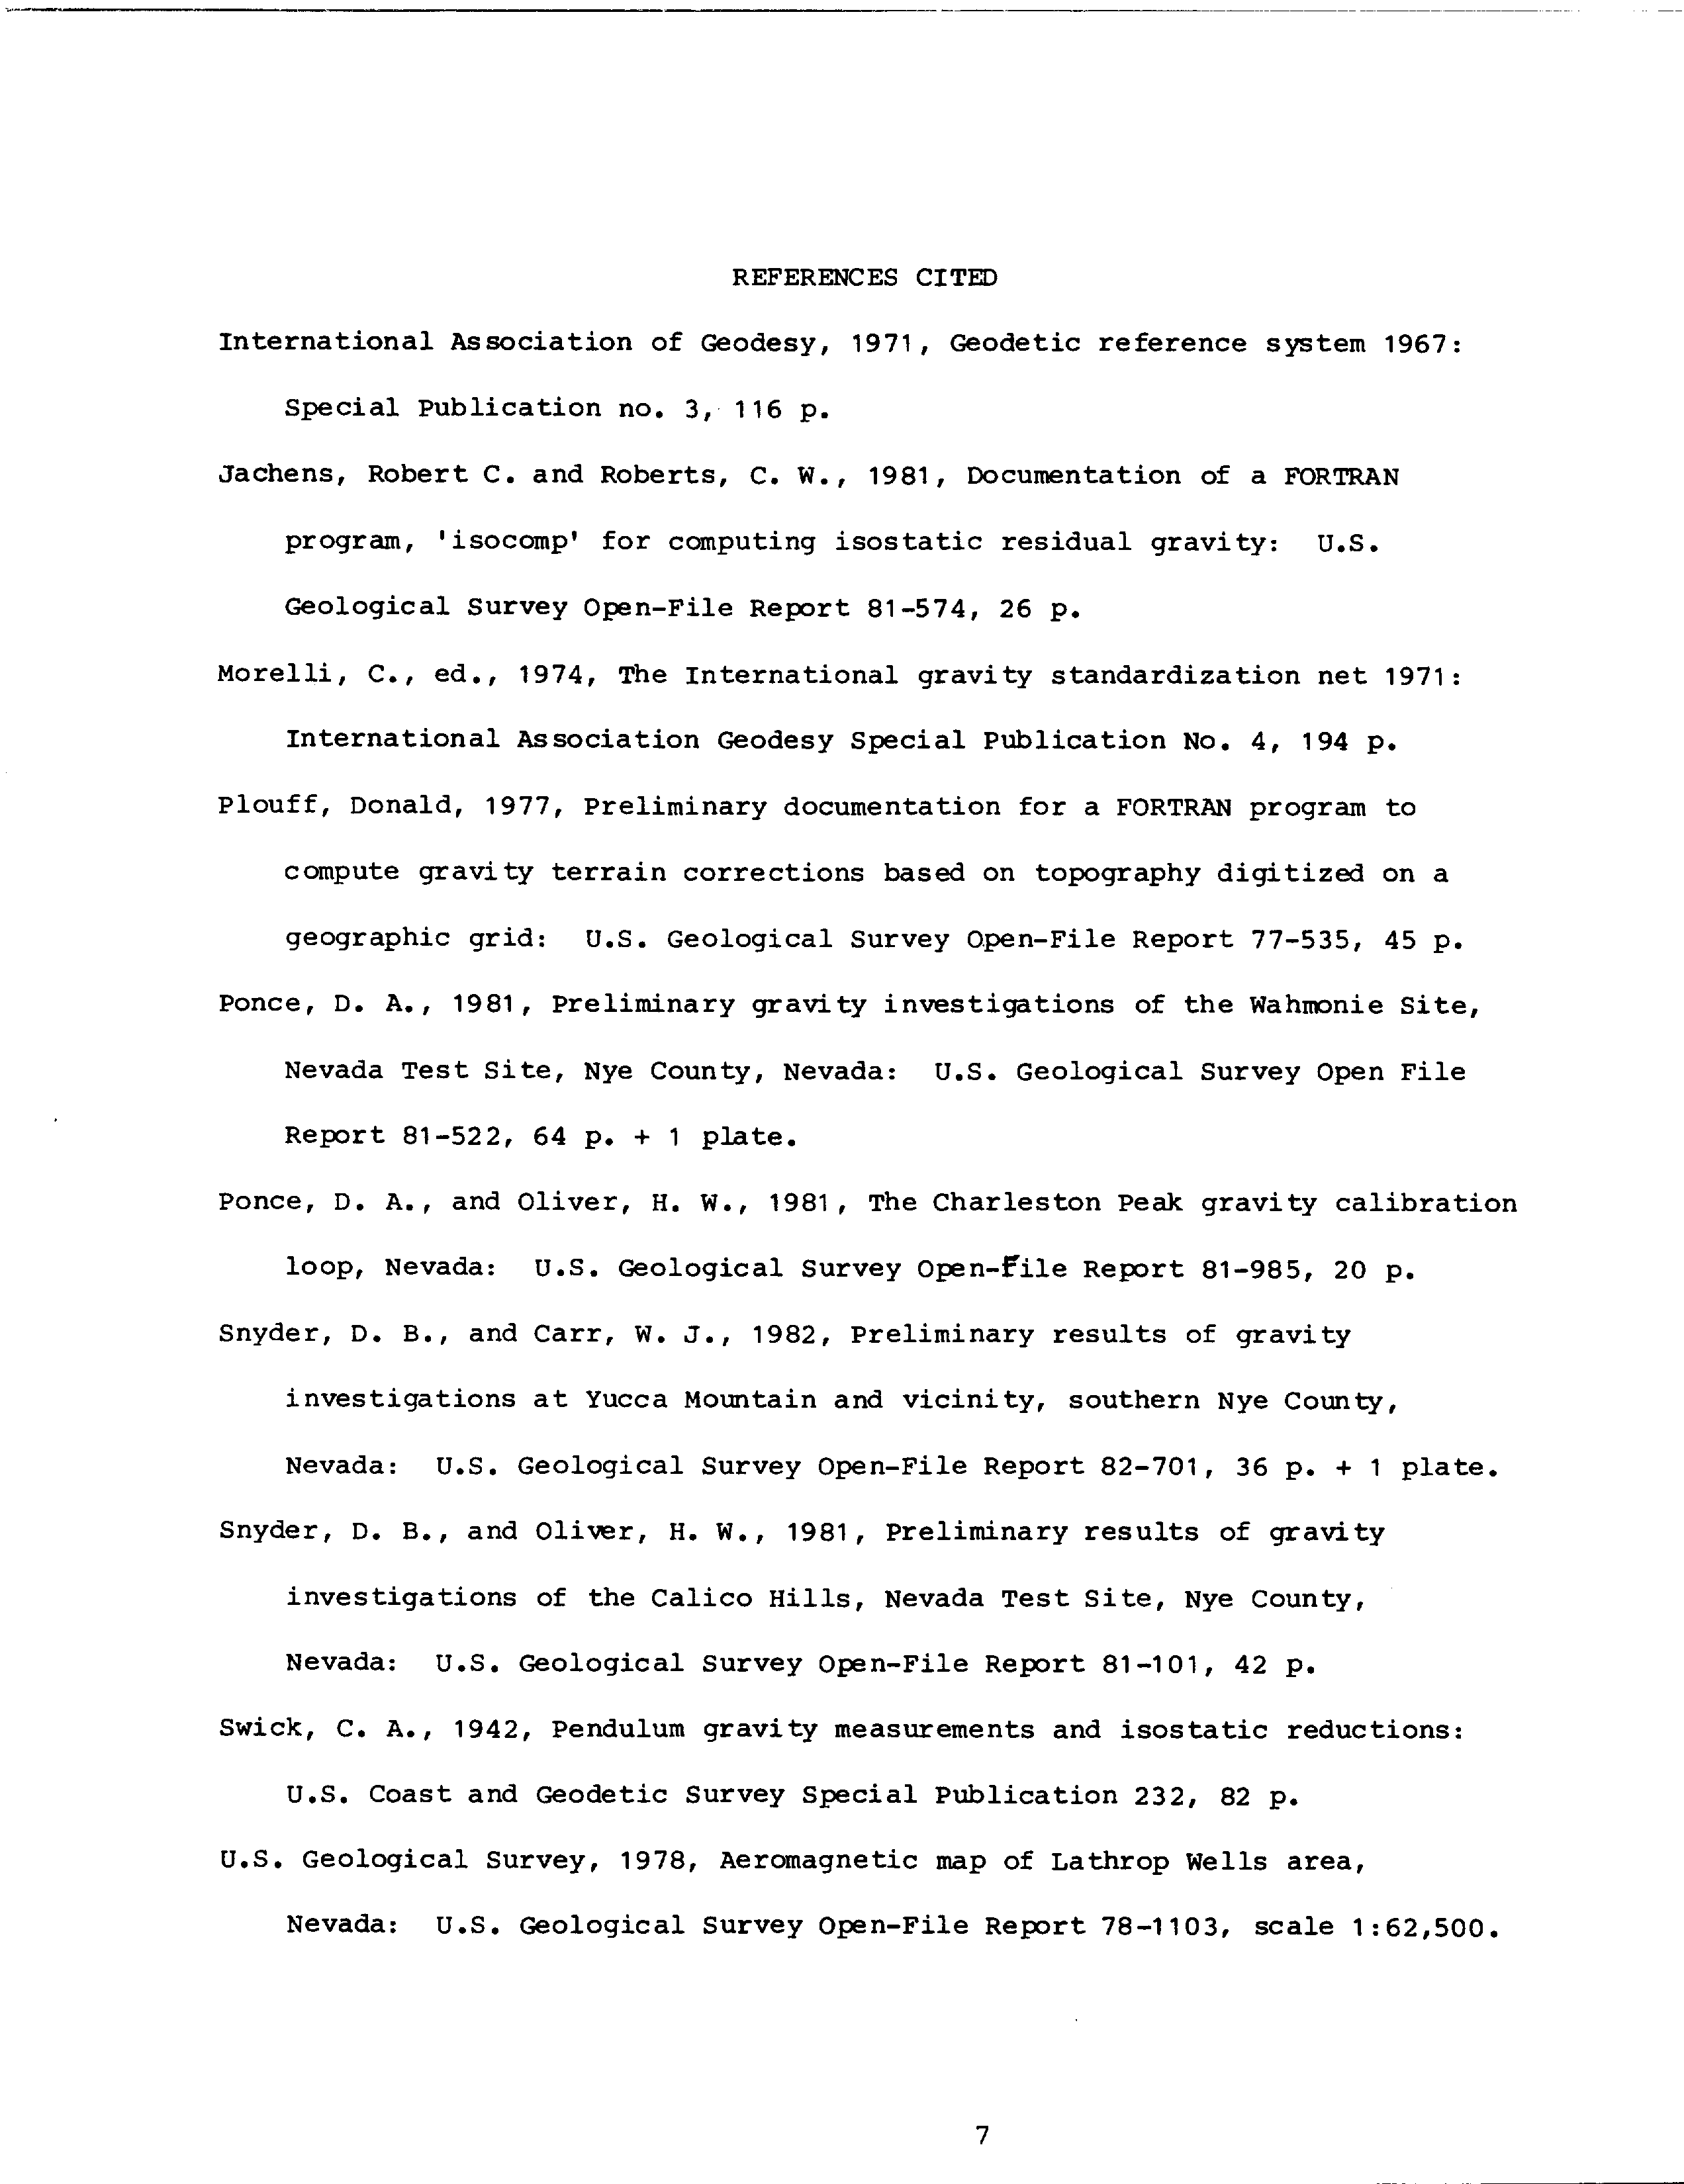 REFERENCES CITED
International Association of Geodesy, 1971, Geodetic reference system 1967:
Special Publication no. 3, 116 p.
Jachens, Robert C. and Roberts, C. W., 1981, Documentation of a FORTRAN
program, 'isocomp' for computing isostatic residual gravity: U.S.
Geological Survey Open-File Report 81-574, 26 p.
Morelli, C., ed., 1974, The International gravity standardization net 1971:
International Association Geodesy Special Publication No. 4, 194 p.
Plouff, Donald, 1977, Preliminary documentation for a FORTRAN program to
compute gravity terrain corrections based on topography digitized on a
geographic grid: U.S. Geological Survey Open-File Report 77-535, 45 p.
Ponce, D. A., 1981, Preliminary gravity investigations of the Wahmonie Site,
Nevada Test Site, Nye County, Nevada: U.S. Geological Survey Open File
Report 81-522, 64 p. + 1 plate.
Ponce, D. A., and Oliver, H. W., 1981, The Charleston Peak gravity calibration
loop, Nevada: U.S. Geological Survey Open-File Report 81-985, 20 p.
Snyder, D. B., and Carr, W. J., 1982, Preliminary results of gravity
investigations at Yucca Mountain and vicinity, southern Nye County,
Nevada: U.S. Geological Survey Open-File Report 82-701, 36 p. + 1 plate.
Snyder, D. B., and Oliver, H. W., 1981, Preliminary results of gravity
investigations of the Calico Hills, Nevada Test Site, Nye County,
Nevada: U.S. Geological Survey Open-File Report 81-101, 42 p.
Swick, C. A., 1942, Pendulum gravity measurements and isostatic reductions:
U.S. Coast and Geodetic Survey Special Publication 232, 82 p.
U.S. Geological Survey, 1978, Aeromagnetic map of Lathrop Wells area,
Nevada: U.S. Geological Survey Open-File Report 78-1103, scale 1:62,500.
7